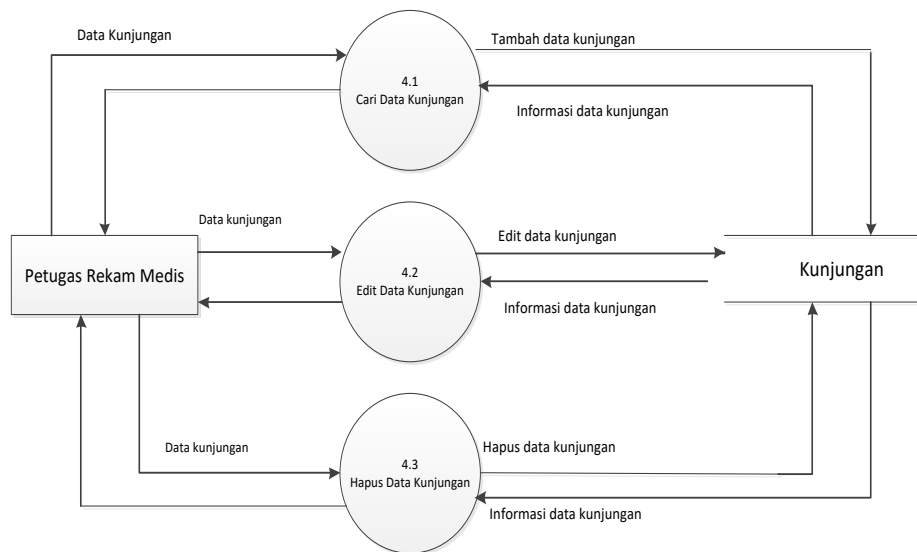 Data Kunjungan
Tambah data kunjungan
4.1
Cari Data Kunjungan
Informasi data kunjungan
Data kunjungan
Edit data kunjungan
Petugas Rekam Medis
4.2
Edit Data Kunjungan
Kunjungan
Informasi data kunjungan
Data kunjungan
Hapus data kunjungan
4.3
Hapus Data Kunjungan
Informasi data kunjungan